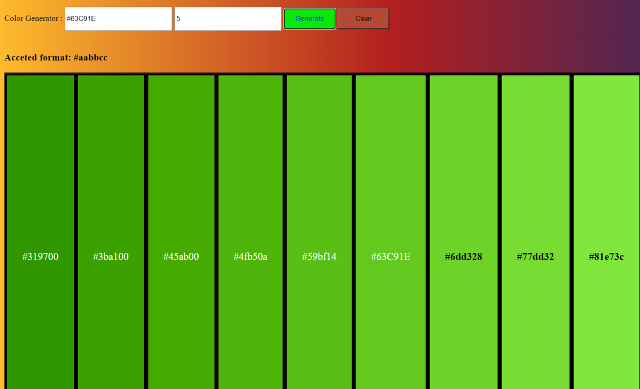 Color Generator : #63C91E 5 Generate Clear
Acceted format: #aabbcc
#319700 #3ba100 #45ab00 #4fb50a #59bf14 #63C91E #6dd328 #77dd32 #81e73c